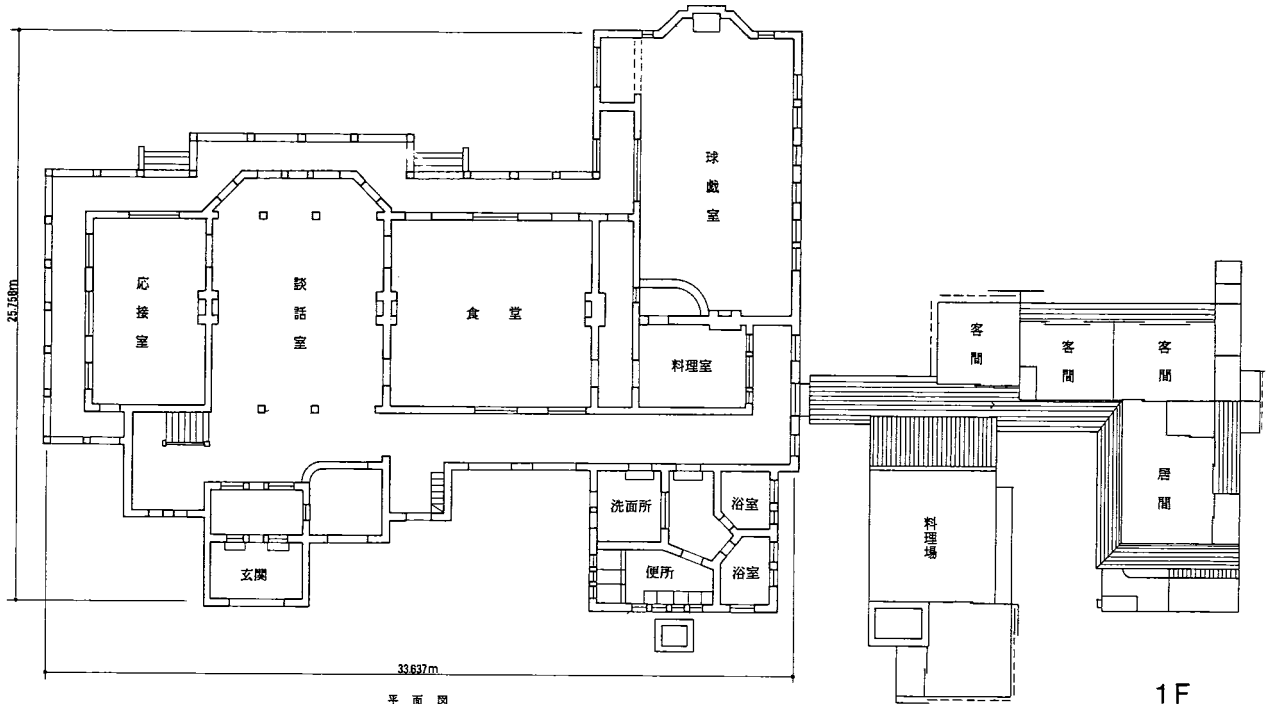 球戯室
応接室
談話室
食堂
料理室
客間
客間
客間
居間
洗面所
浴室
料理場
玄関
便所
浴室
25.758m
33.637m
平面図
1F